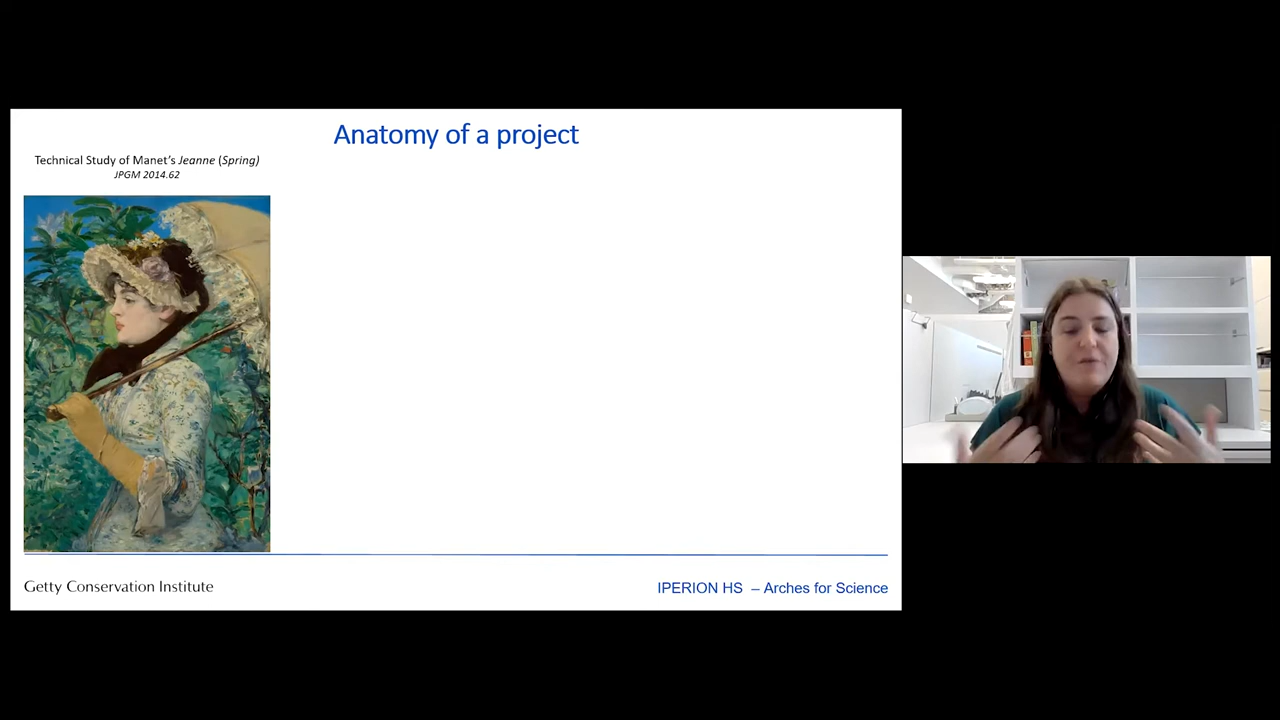 Anatomy of a project
Technical Study of Manet's Jeanne (Spring)
JPGM 2014.62
Getty Conservation Institute
IPERION HS – Arches for Science